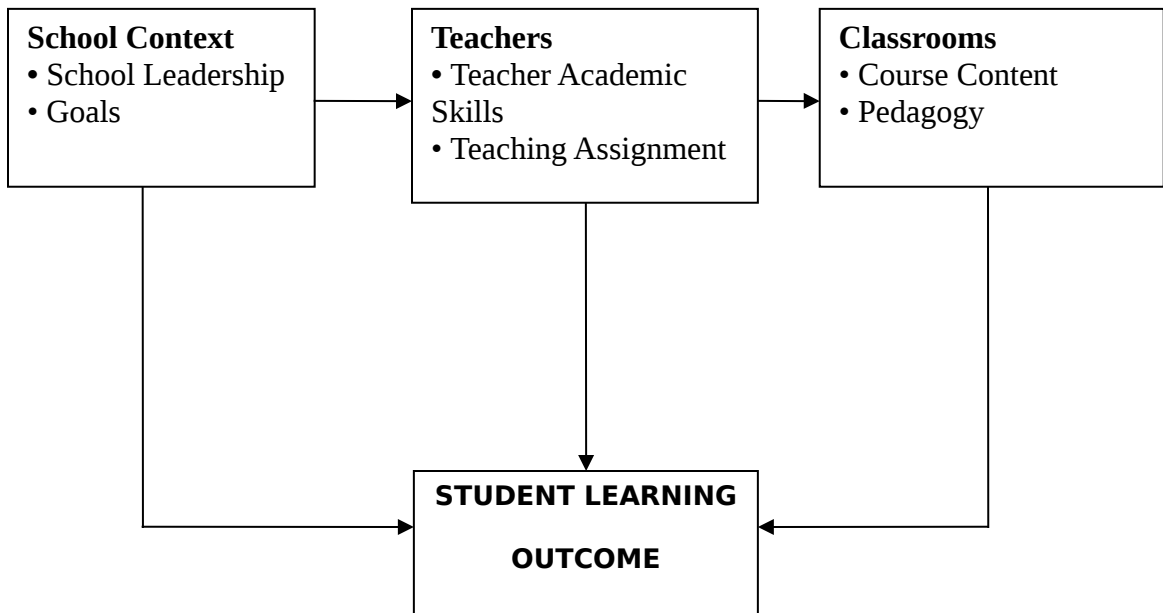 School Context
• School Leadership
• Goals
Teachers
• Teacher Academic
Skills
• Teaching Assignment
Classrooms
• Course Content
• Pedagogy
STUDENT LEARNING
OUTCOME